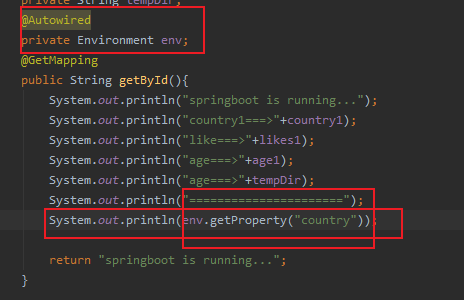 private String tempDir;
@Autowired
private Environment env;
@GetMapping
public String getById(){
System.out.println("springboot is running...");
System.out.println("country1===>"+country1);
System.out.println("like===>"+likes1);
System.out.println("age===>"+age1);
System.out.println("age===>"+tempDir);
System.out.println("======================");
System.out.println(env.getProperty("country"));
return "springboot is running...";
}